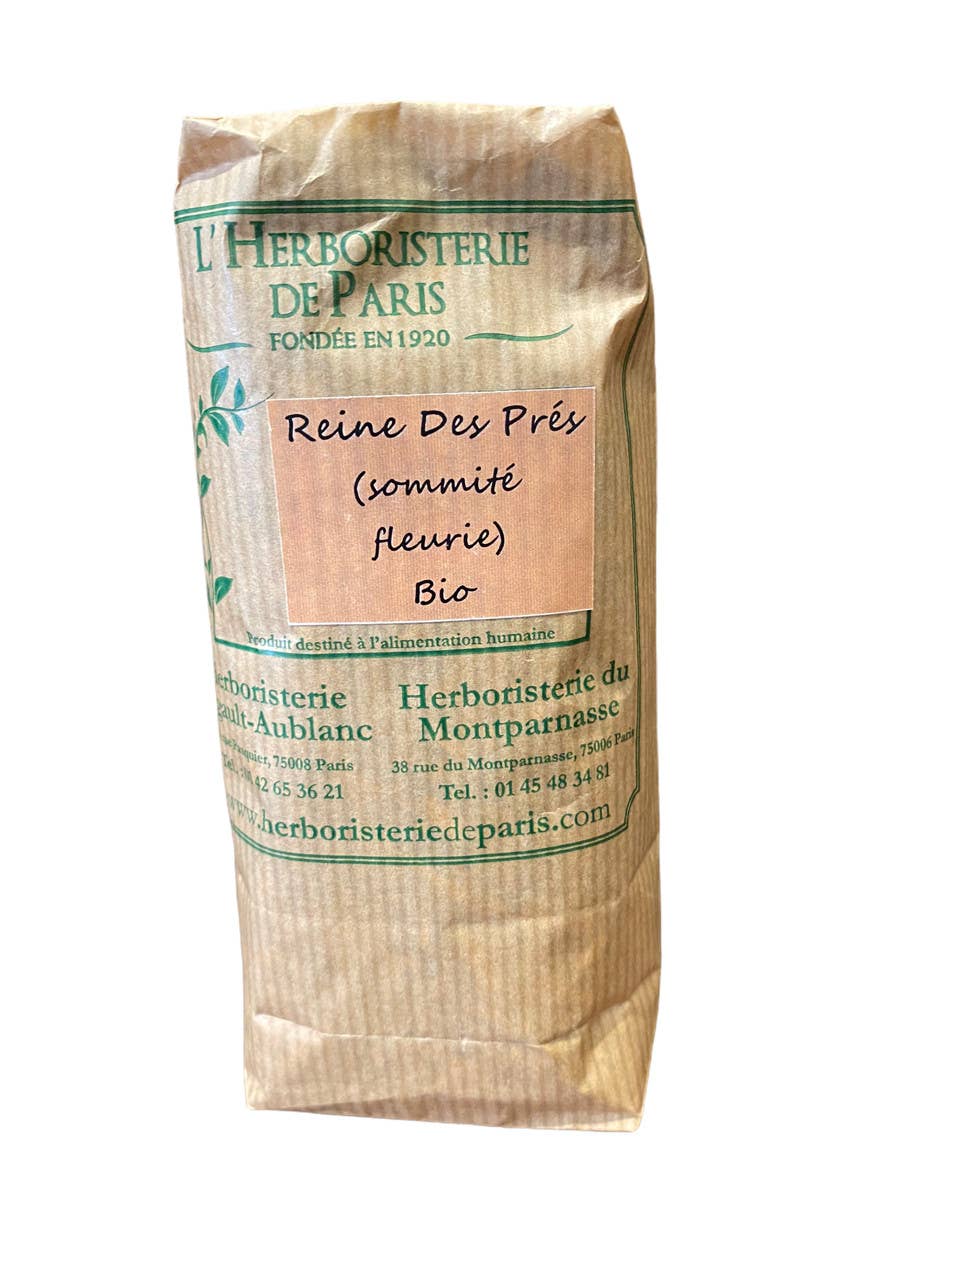 L'HERBORISTERIE
DE PARIS
FONDÉE EN 1920
Reine Des Prés
(sommité
fleurie)
Bio
Produit destiné à l'alimentation humaine
Herboristerie du
Montparnasse
38 rue du Montparnasse, 75006 Paris
Tel. : 01 45 48 34 81
75008 Paris
42 65 36 21
www.herboristeriedeparis.com